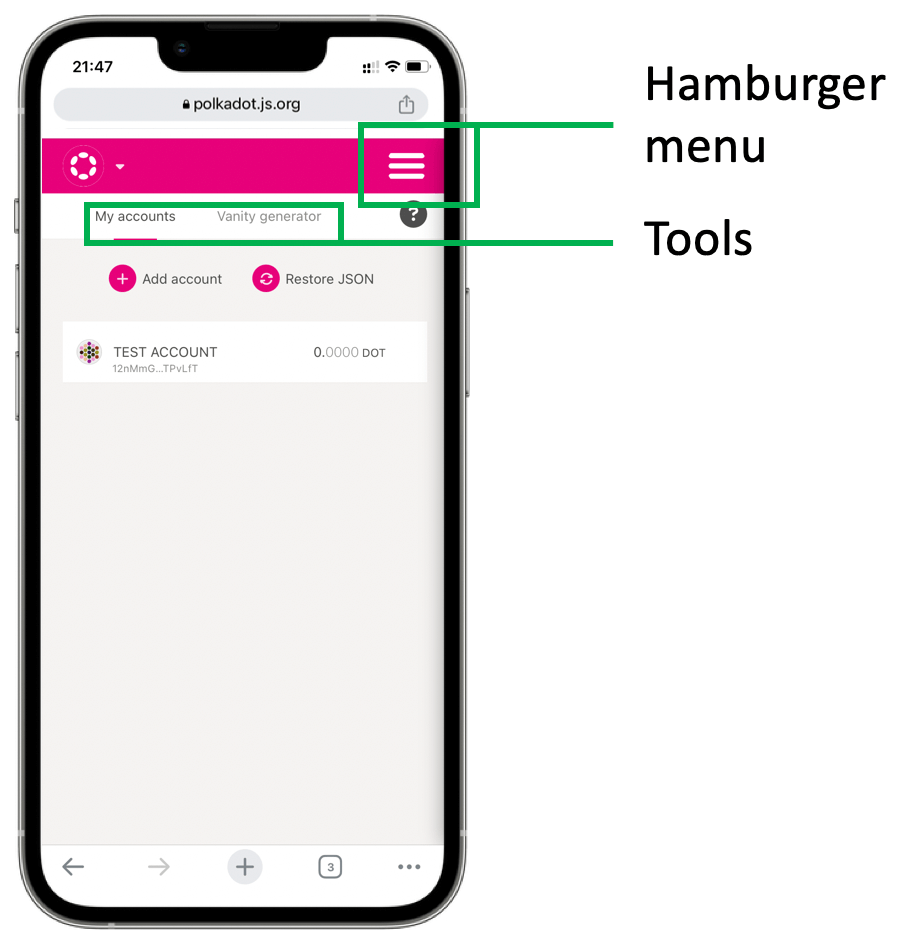 21:47
polkadot.js.org
Hamburger
menu
My accounts Vanity generator ?
Tools
Add account Restore JSON
TEST ACCOUNT 0.0000 DOT
12nMmG...TPvLfT
3